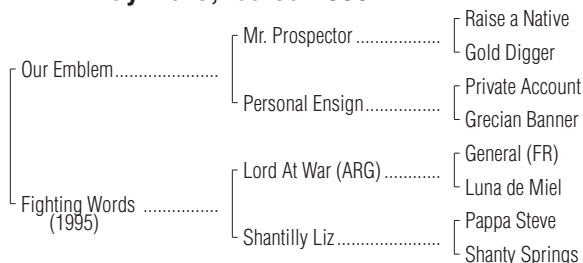 Raise a Native
Mr. Prospector ..................
Gold Digger
Our Emblem......................
Private Account
Personal Ensign................
Grecian Banner
General (FR)
Lord At War (ARG) ............
Luna de Miel
Fighting Words ................
(1995)
Pappa Steve
Shantilly Liz......................
Shanty Springs